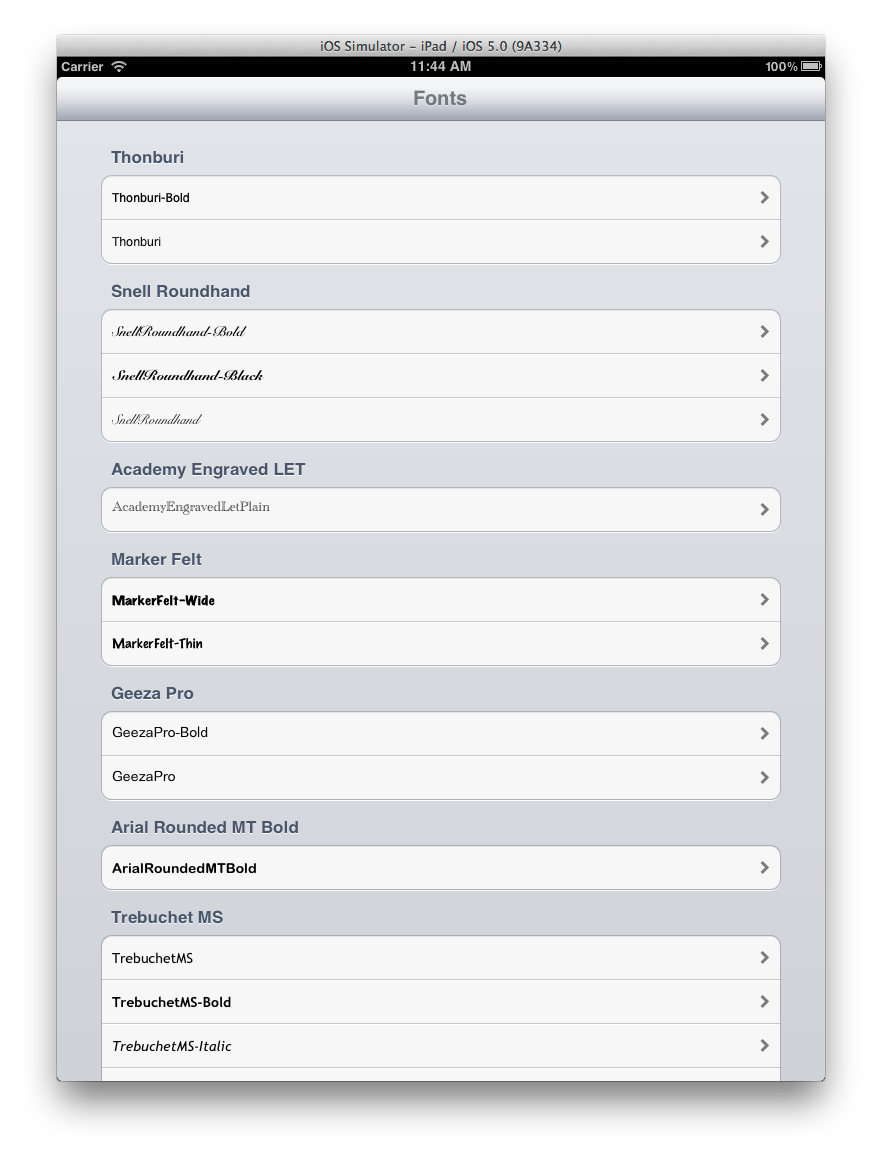 iOS Simulator – iPad / iOS 5.0 (9A334)
Carrier 11:44 AM 100%
Fonts
Thonburi
Thonburi-Bold
Thonburi
Snell Roundhand
SnellRoundhand-Bold
SnellRoundhand-Black
SnellRoundhand
Academy Engraved LET
AcademyEngravedLetPlain
Marker Felt
MarkerFelt-Wide
MarkerFelt-Thin
Geeza Pro
GeezaPro-Bold
GeezaPro
Arial Rounded MT Bold
ArialRoundedMTBold
Trebuchet MS
TrebuchetMS
TrebuchetMS-Bold
TrebuchetMS-Italic